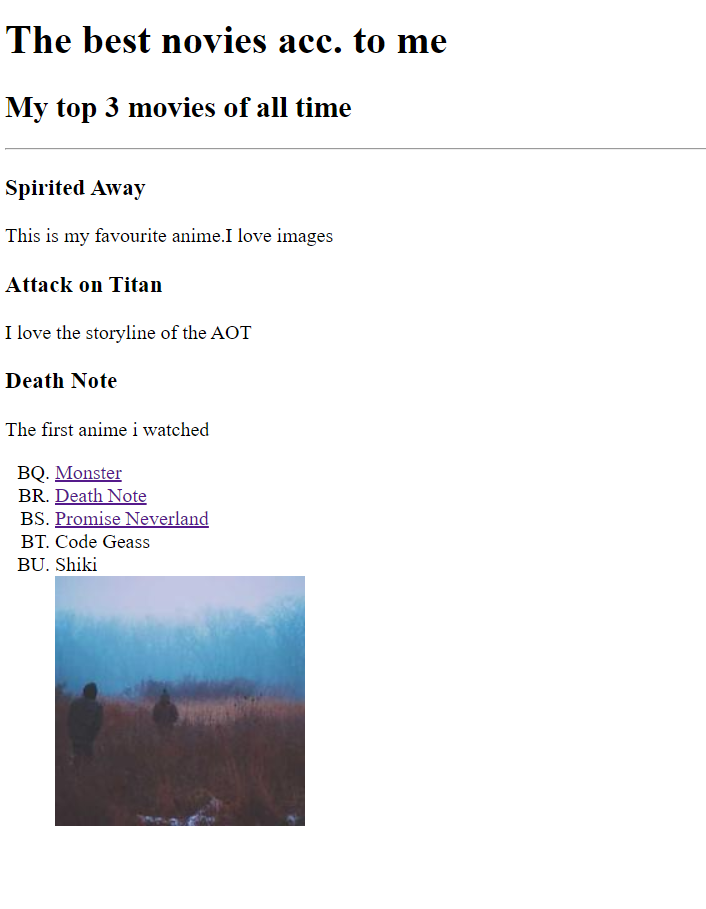 The best novies acc. to me
My top 3 movies of all time
Spirited Away
This is my favourite anime.I love images
Attack on Titan
I love the storyline of the AOT
Death Note
The first anime i watched
BQ. Monster
BR. Death Note
BS. Promise Neverland
BT. Code Geass
BU. Shiki